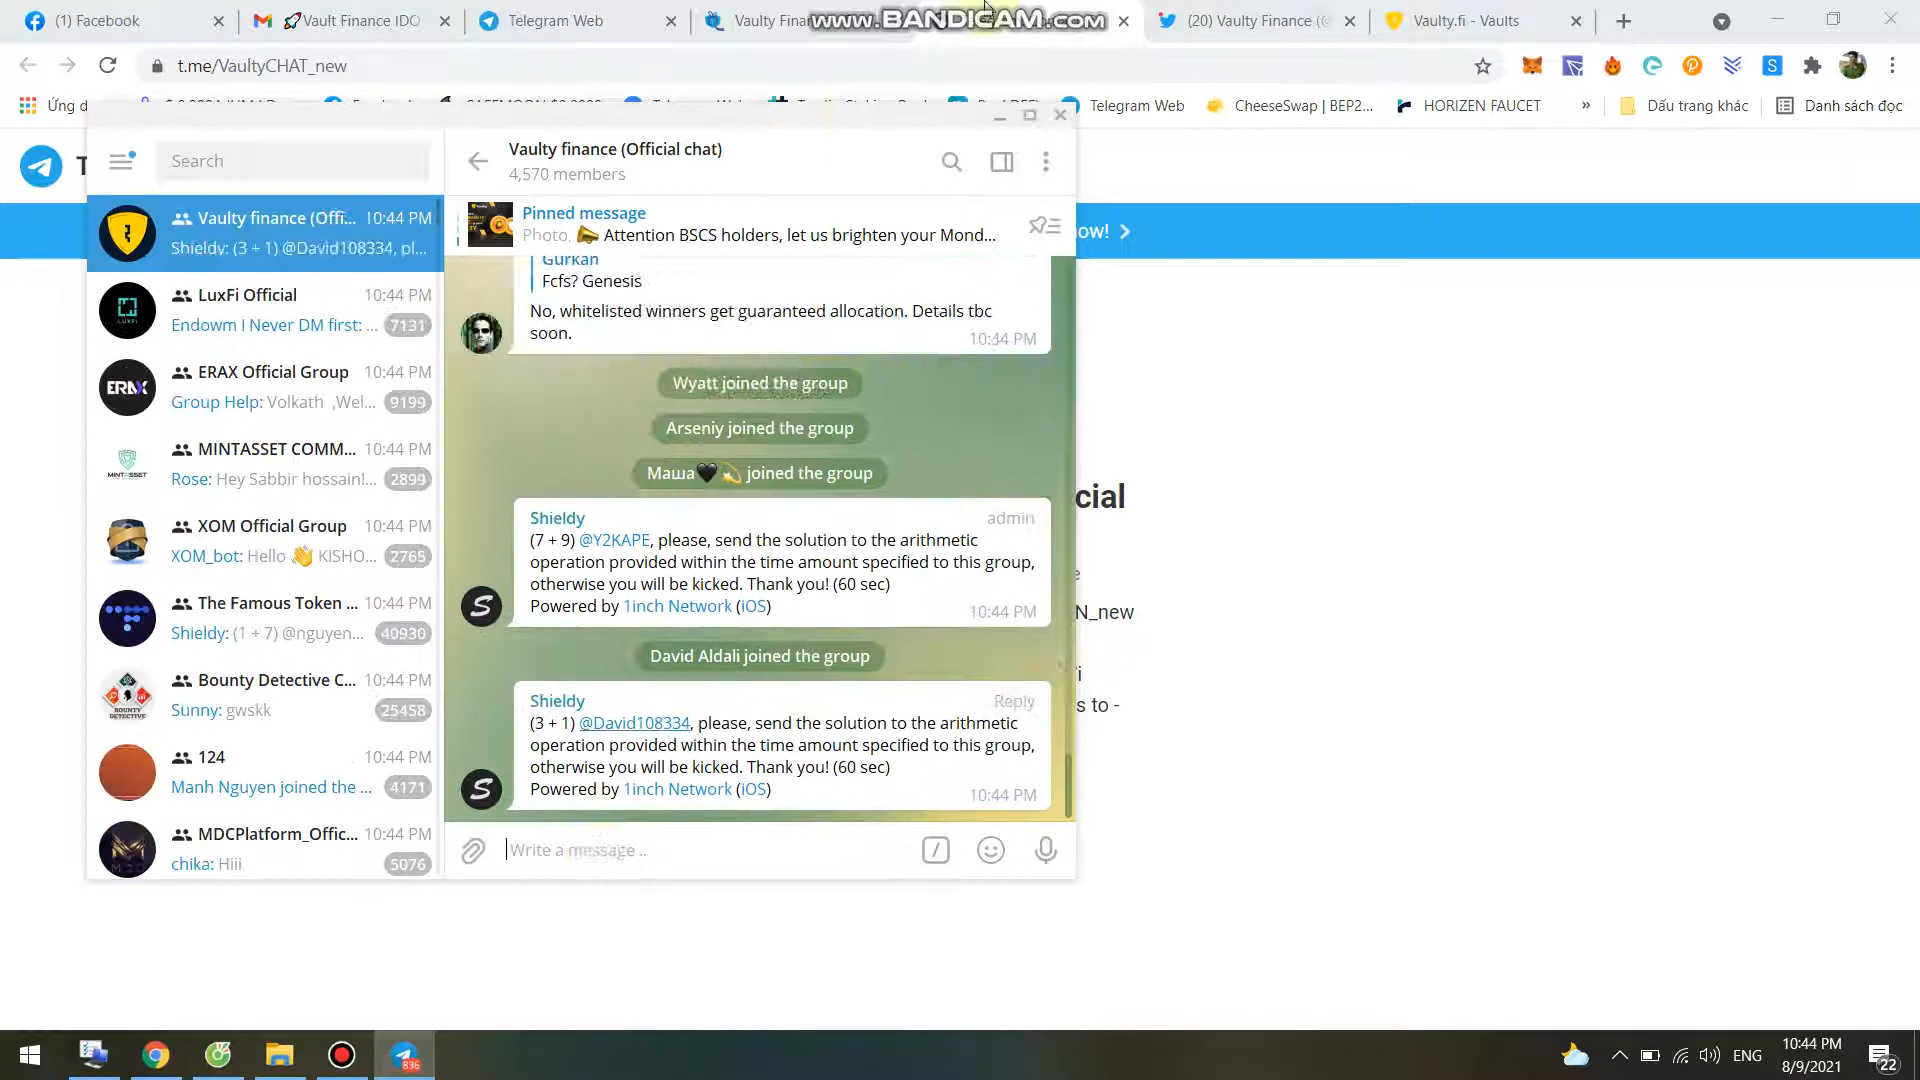 (1) Facebook
Vault Finance IDO
Telegram Web
Vaulty Finan
www.BANDICAM.com
(20) Vaulty Finance (
Vaulty.fi - Vaults
t.me/VaultyCHAT_new
Ứng d
Telegram Web
CheeseSwap | BEP2...
HORIZEN FAUCET
»
Dấu trang khác
Danh sách đọc
T
Search
Vaulty finance (Official chat)
4,570 members
Pinned message
Photo, 📣 Attention BSCS holders, let us brighten your Mond...
ow!
Vaulty finance (Offi... 10:44 PM
Shieldy: (3 + 1) @David108334, pl...
LuxFi Official 10:44 PM
Endowm I Never DM first: ... 7131
ERAX Official Group 10:44 PM
Group Help: Volkath ,Wel... 9199
MINTASSET COMM... 10:44 PM
Rose: Hey Sabbir hossain!... 2899
XOM Official Group 10:44 PM
XOM_bot: Hello 👋 KISHO... 2765
The Famous Token ... 10:44 PM
Shieldy: (1 + 7) @nguyen... 40930
Bounty Detective C... 10:44 PM
Sunny: gwskk 25458
124 10:44 PM
Manh Nguyen joined the ... 4171
MDCPlatform_Offic... 10:44 PM
chika: Hiii 5076
LUXFI
ERAX
MINTASSET
BOUNTY
DETECTIVE
Gurkan
Fcfs? Genesis
No, whitelisted winners get guaranteed allocation. Details tbc
soon.
10:44 PM
Wyatt joined the group
Arseniy joined the group
Маша🖤💫 joined the group
Shieldy admin
(7 + 9) @Y2KAPE, please, send the solution to the arithmetic
operation provided within the time amount specified to this group,
otherwise you will be kicked. Thank you! (60 sec)
Powered by 1inch Network (iOS)
10:44 PM
David Aldali joined the group
Shieldy Reply
(3 + 1) @David108334, please, send the solution to the arithmetic
operation provided within the time amount specified to this group,
otherwise you will be kicked. Thank you! (60 sec)
Powered by 1inch Network (iOS)
10:44 PM
Write a message...
cial
e
N_new
s to -
836
ENG
10:44 PM
8/9/2021
22